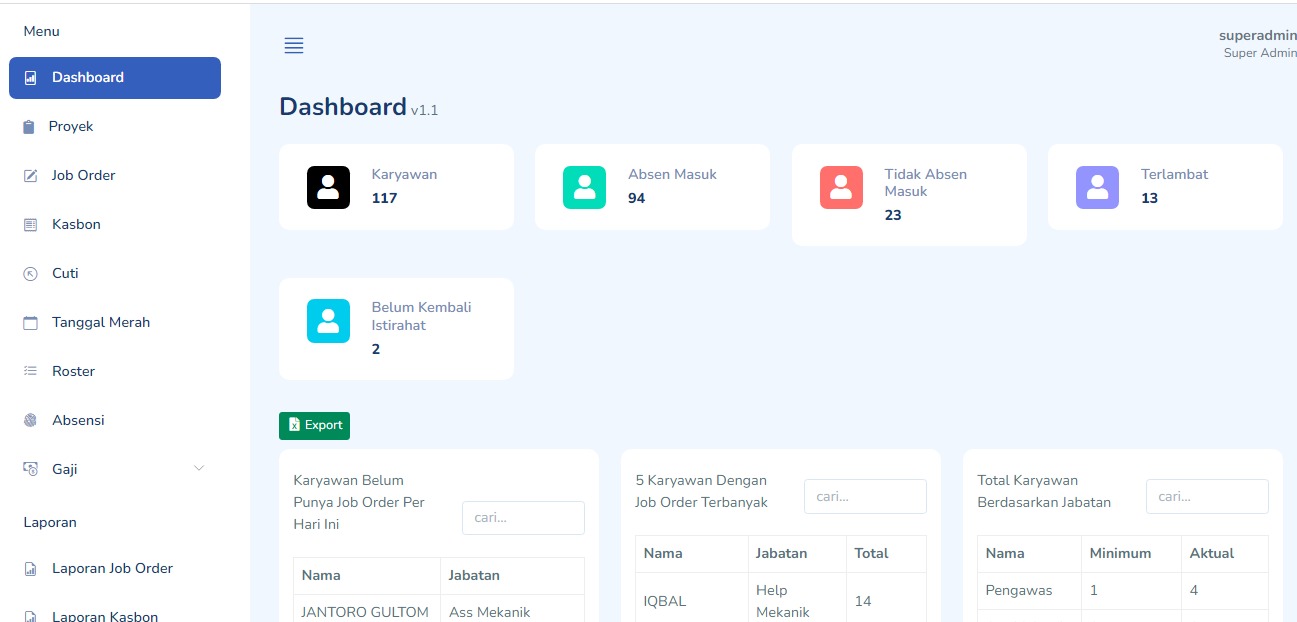 Menu
Dashboard
Proyek
Job Order
Kasbon
Cuti
Tanggal Merah
Roster
Absensi
Gaji
Laporan
Laporan Job Order
Laporan Kasbon
superadmin
Super Admin
Dashboard v1.1
Karyawan
117
Absen Masuk
94
Tidak Absen
Masuk
23
Terlambat
13
Belum Kembali
Istirahat
2
Export
Karyawan Belum
Punya Job Order Per
Hari Ini
cari...
Nama Jabatan
JANTORO GULTOM Ass Mekanik
5 Karyawan Dengan
Job Order Terbanyak
cari...
Nama Jabatan Total
IQBAL Help
Mekanik 14
Total Karyawan
Berdasarkan Jabatan
cari...
Nama Minimum Aktual
Pengawas 1 4